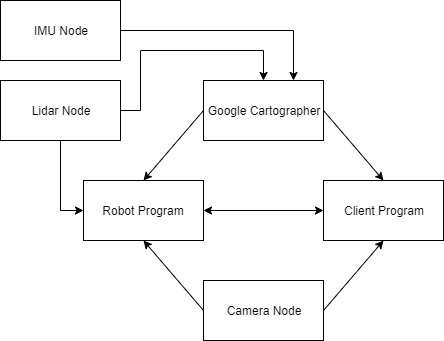 IMU Node
Lidar Node
Google Cartographer
Robot Program
Client Program
Camera Node